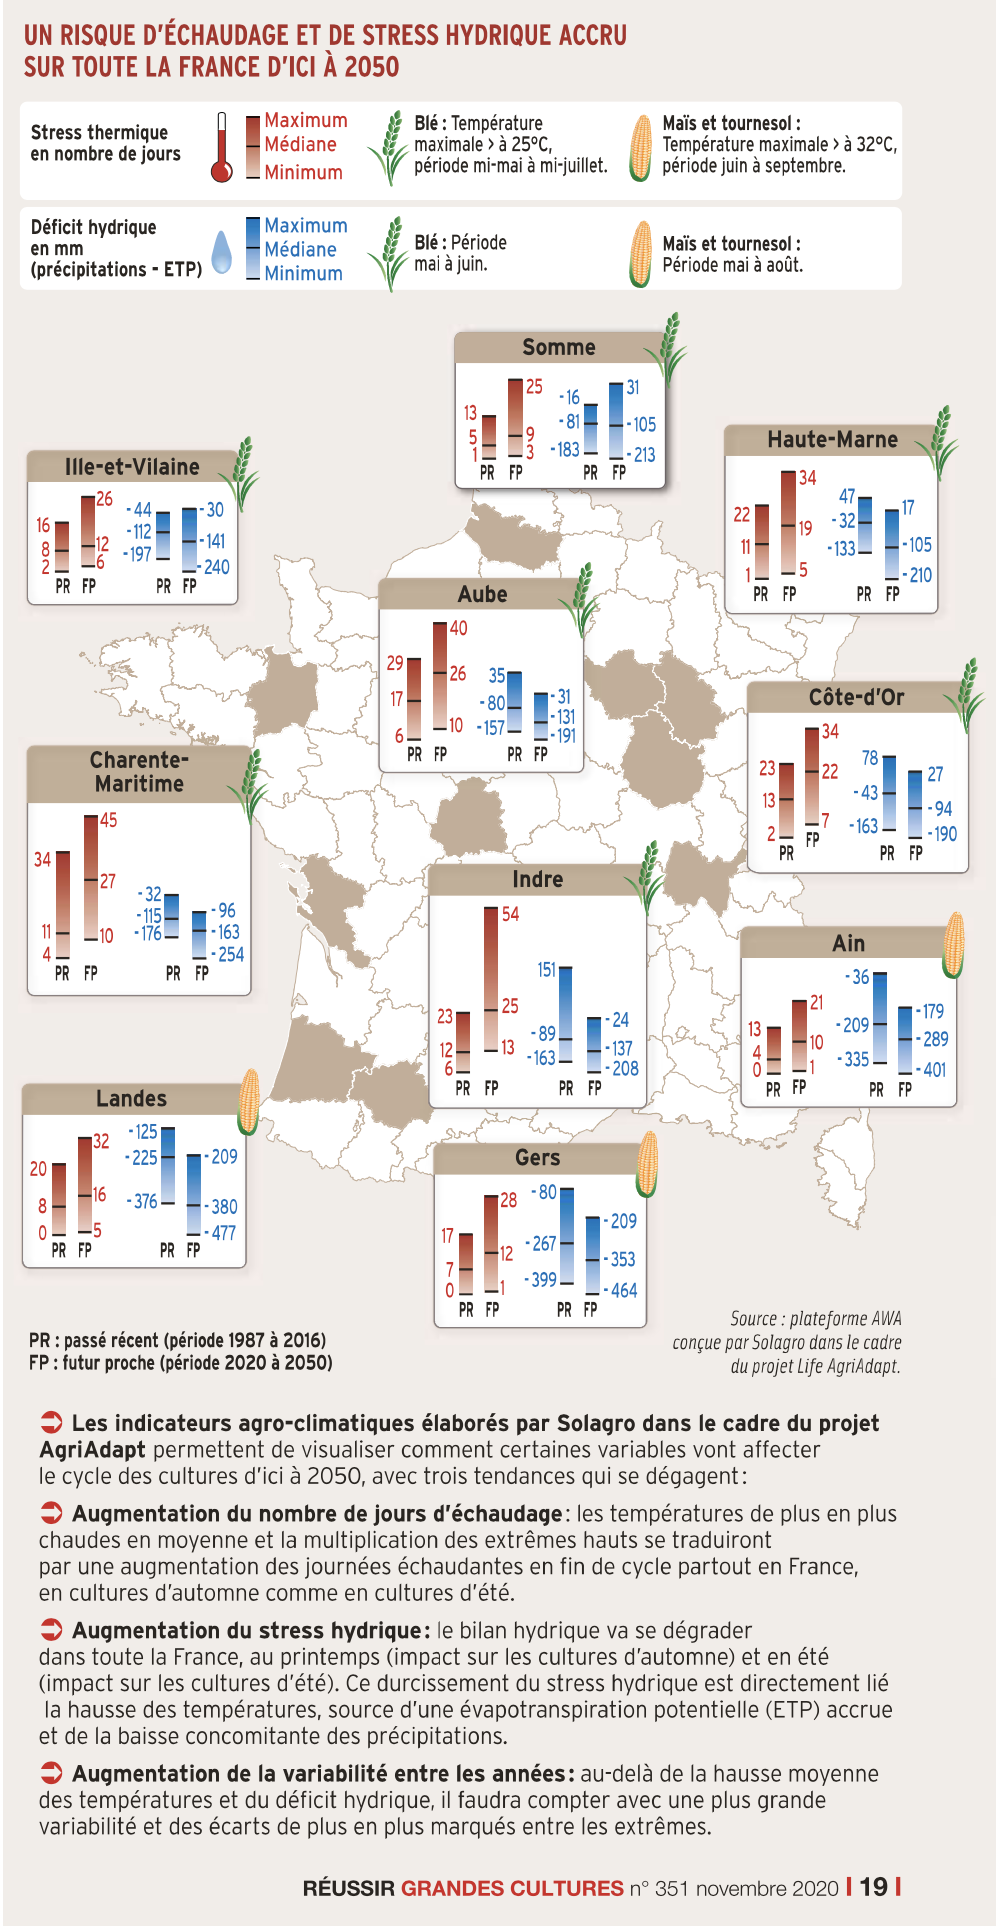 UN RISQUE D'ÉCHAUDAGE ET DE STRESS HYDRIQUE ACCRU
SUR TOUTE LA FRANCE D'ICI À 2050
Stress thermique
en nombre de jours
Maximum
Médiane
Minimum
Blé : Température
maximale > à 25°C,
période mi-mai à mi-juillet.
Maïs et tournesol :
Température maximale > à 32°C,
période juin à septembre.
Déficit hydrique
en mm
(précipitations - ETP)
Maximum
Médiane
Minimum
Blé : Période
mai à juin.
Maïs et tournesol :
Période mai à août.
Somme
13
5
1
PR
25
9
3
FP
-16
-81
-183
PR
31
-105
-213
FP
Haute-Marne
22
11
1
PR
34
19
5
FP
47
-32
-133
PR
17
-105
-210
FP
Ille-et-Vilaine
16
8
2
PR
26
12
6
FP
-44
-112
-197
PR
-30
-141
-240
FP
Aube
29
17
6
PR
40
26
10
FP
35
-80
-157
PR
-31
-131
-191
FP
Côte-d'Or
23
13
2
PR
34
22
7
FP
78
-43
-163
PR
27
-94
-190
FP
Charente-
Maritime
34
11
4
PR
45
27
10
FP
-32
-115
-176
PR
-96
-163
-254
FP
Indre
23
12
6
PR
54
25
13
FP
151
-89
-163
PR
-24
-137
-208
FP
Ain
13
4
0
PR
21
10
1
FP
-36
-209
-335
PR
-179
-289
-401
FP
Landes
20
8
0
PR
32
16
5
FP
-125
-225
-376
PR
-209
-380
-477
FP
Gers
17
7
0
PR
28
12
1
FP
-80
-267
-399
PR
-209
-353
-464
FP
PR : passé récent (période 1987 à 2016)
FP : futur proche (période 2020 à 2050)
Source : plateforme AWA
conçue par Solagro dans le cadre
du projet Life AgriAdapt.
Les indicateurs agro-climatiques élaborés par Solagro dans le cadre du projet
AgriAdapt permettent de visualiser comment certaines variables vont affecter
le cycle des cultures d'ici à 2050, avec trois tendances qui se dégagent :
Augmentation du nombre de jours d'échaudage : les températures de plus en plus
chaudes en moyenne et la multiplication des extrêmes hauts se traduiront
par une augmentation des journées échaudantes en fin de cycle partout en France,
en cultures d'automne comme en cultures d'été.
Augmentation du stress hydrique : le bilan hydrique va se dégrader
dans toute la France, au printemps (impact sur les cultures d'automne) et en été
(impact sur les cultures d'été). Ce durcissement du stress hydrique est directement lié
la hausse des températures, source d'une évapotranspiration potentielle (ETP) accrue
et de la baisse concomitante des précipitations.
Augmentation de la variabilité entre les années : au-delà de la hausse moyenne
des températures et du déficit hydrique, il faudra compter avec une plus grande
variabilité et des écarts de plus en plus marqués entre les extrêmes.
RÉUSSIR GRANDES CULTURES n° 351 novembre 2020 I 19 I